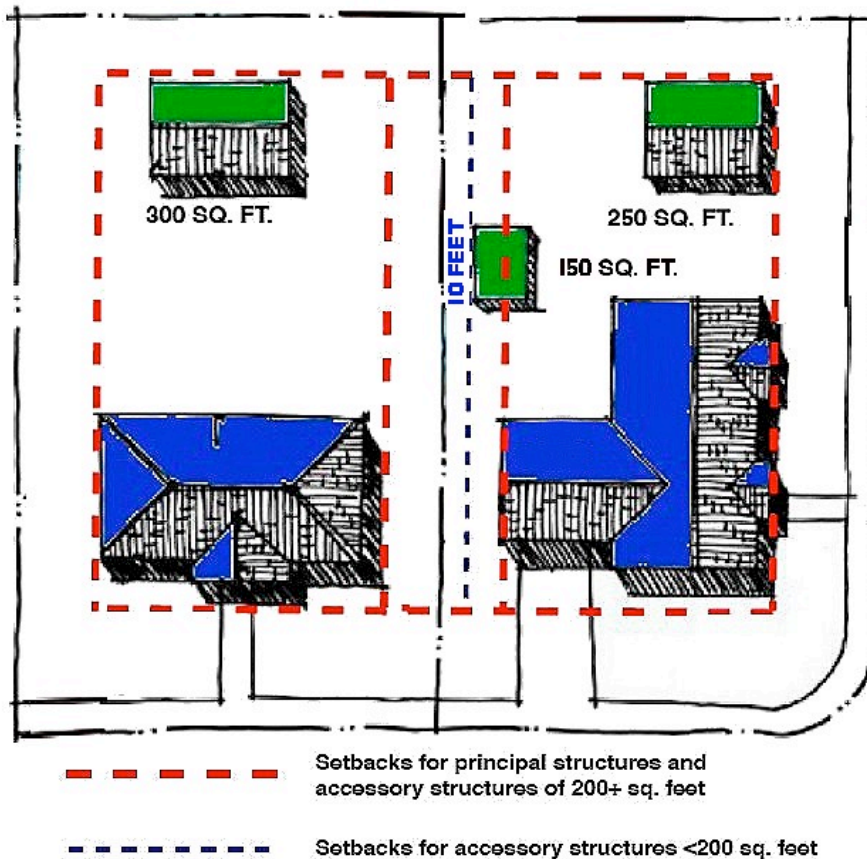 300 SQ. FT.
250 SQ. FT.
10 FEET
150 SQ. FT.
Setbacks for principal structures and
accessory structures of 200+ sq. feet
Setbacks for accessory structures <200 sq. feet